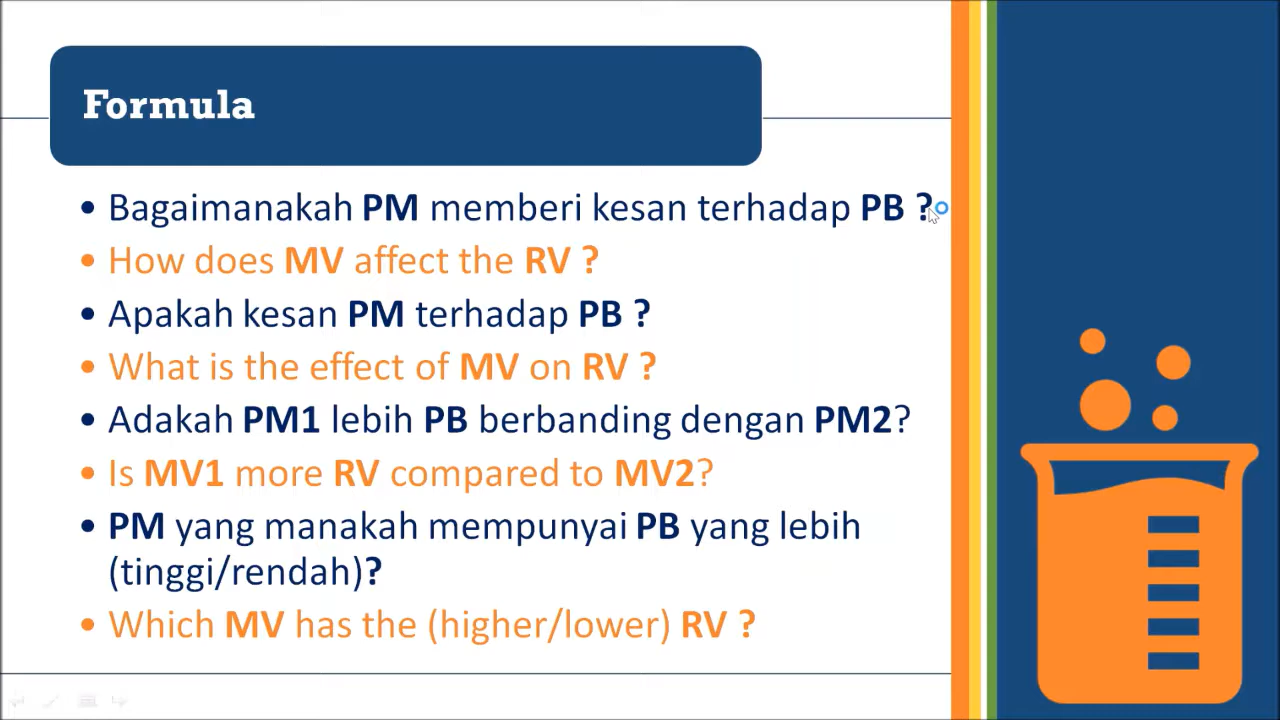 Formula
• Bagaimanakah PM memberi kesan terhadap PB ?
• How does MV affect the RV ?
• Apakah kesan PM terhadap PB ?
• What is the effect of MV on RV ?
• Adakah PM1 lebih PB berbanding dengan PM2?
• Is MV1 more RV compared to MV2?
• PM yang manakah mempunyai PB yang lebih
(tinggi/rendah)?
• Which MV has the (higher/lower) RV ?